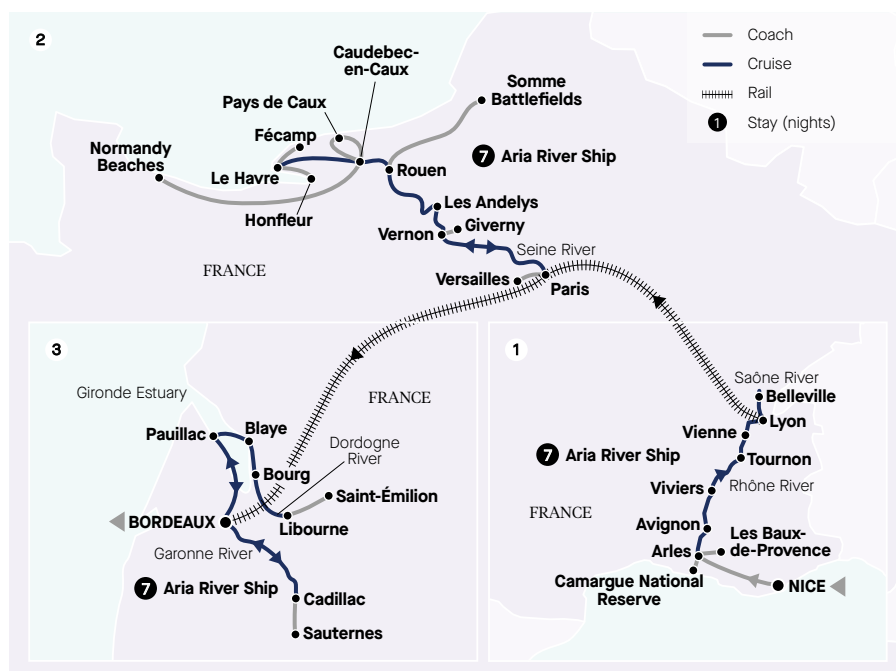 2
Caudebec-
en-Caux
Somme
Battlefields
Pays de Caux
Fécamp
Normandy
Beaches
Le Havre
Honfleur
Rouen
7 Aria River Ship
Les Andelys
Giverny
Vernon
Seine River
Versailles
Paris
FRANCE
Coach
Cruise
Rail
1 Stay (nights)
3
Gironde Estuary
FRANCE
Pauillac
Blaye
Dordogne
River
Bourg
Saint-Émilion
BORDEAUX
Libourne
Garonne River
7 Aria River Ship
Cadillac
Sauternes
1
Saône River
Belleville
Lyon
Vienne
7 Aria River Ship
Tournon
Viviers
Rhône River
FRANCE
Avignon
Les Baux-
de-Provence
Arles
Camargue National
Reserve
NICE